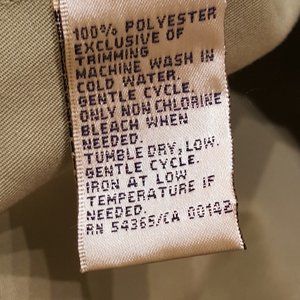 100% POLYESTER
EXCLUSIVE OF
TRIMMING
MACHINE WASH IN
COLD WATER.
GENTLE CYCLE.
ONLY NON CHLORINE
BLEACH WHEN
NEEDED.
TUMBLE DRY, LOW.
GENTLE CYCLE.
IRON AT LOW
TEMPERATURE IF
NEEDED.
RN 54365/CA 00142